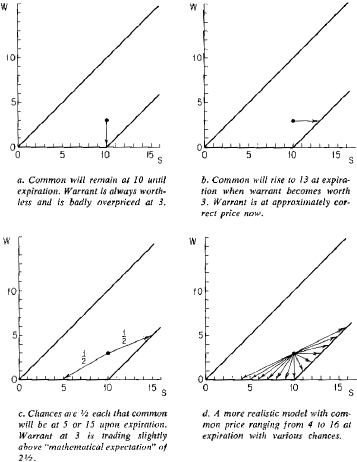 W
10
5
0
5
10
15
S
a. Common will remain at 10 until
expiration. Warrant is always worth-
less and is badly overpriced at 3.
W
10
5
0
5
10
15
S
b. Common will rise to 13 at expira-
tion when warrant becomes worth
3. Warrant is at approximately cor-
rect price now.
W
10
5
0
5
10
15
S
1/2
1/2
c. Chances are ½ each that common
will be at 5 or 15 upon expiration.
Warrant at 3 is trading slightly
above "mathematical expectation" of
2½.
W
10
5
0
5
10
15
S
d. A more realistic model with com-
mon price ranging from 4 to 16 at
expiration with various chances.